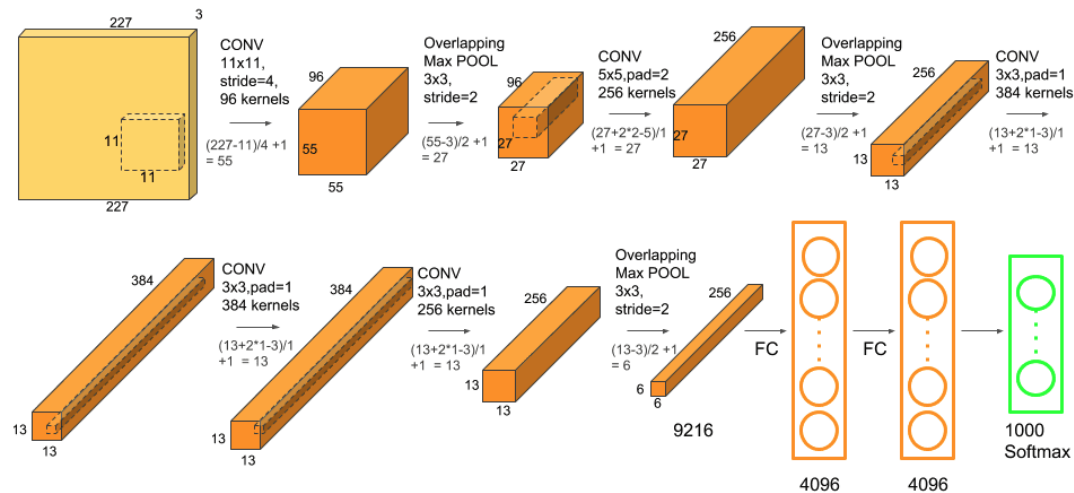 227
3
11
11
227
CONV
11x11,
stride=4,
96 kernels
(227-11)/4 +1
= 55
96
55
55
Overlapping
Max POOL
3x3,
stride=2
(55-3)/2 +1
= 27
96
27
27
CONV
5x5,pad=2
256 kernels
(27+2*2-5)/1
+1 = 27
256
27
27
Overlapping
Max POOL
3x3,
stride=2
(27-3)/2 +1
= 13
256
13
13
CONV
3x3,pad=1
384 kernels
(13+2*1-3)/1
+1 = 13
384
13
13
CONV
3x3,pad=1
384 kernels
(13+2*1-3)/1
+1 = 13
384
13
13
CONV
3x3,pad=1
256 kernels
(13+2*1-3)/1
+1 = 13
256
13
13
Overlapping
Max POOL
3x3,
stride=2
(13-3)/2 +1
= 6
256
6
6
9216
FC
4096
FC
4096
1000
Softmax